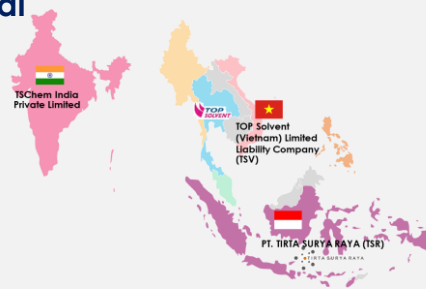 al
TSChem India
Private Limited
TOP
SOLVENT
TOP Solvent
(Vietnam) Limited
Liability Company
(TSV)
PT. TIRTA SURYA RAYA (TSR)
TIRTA SURYA RAYA